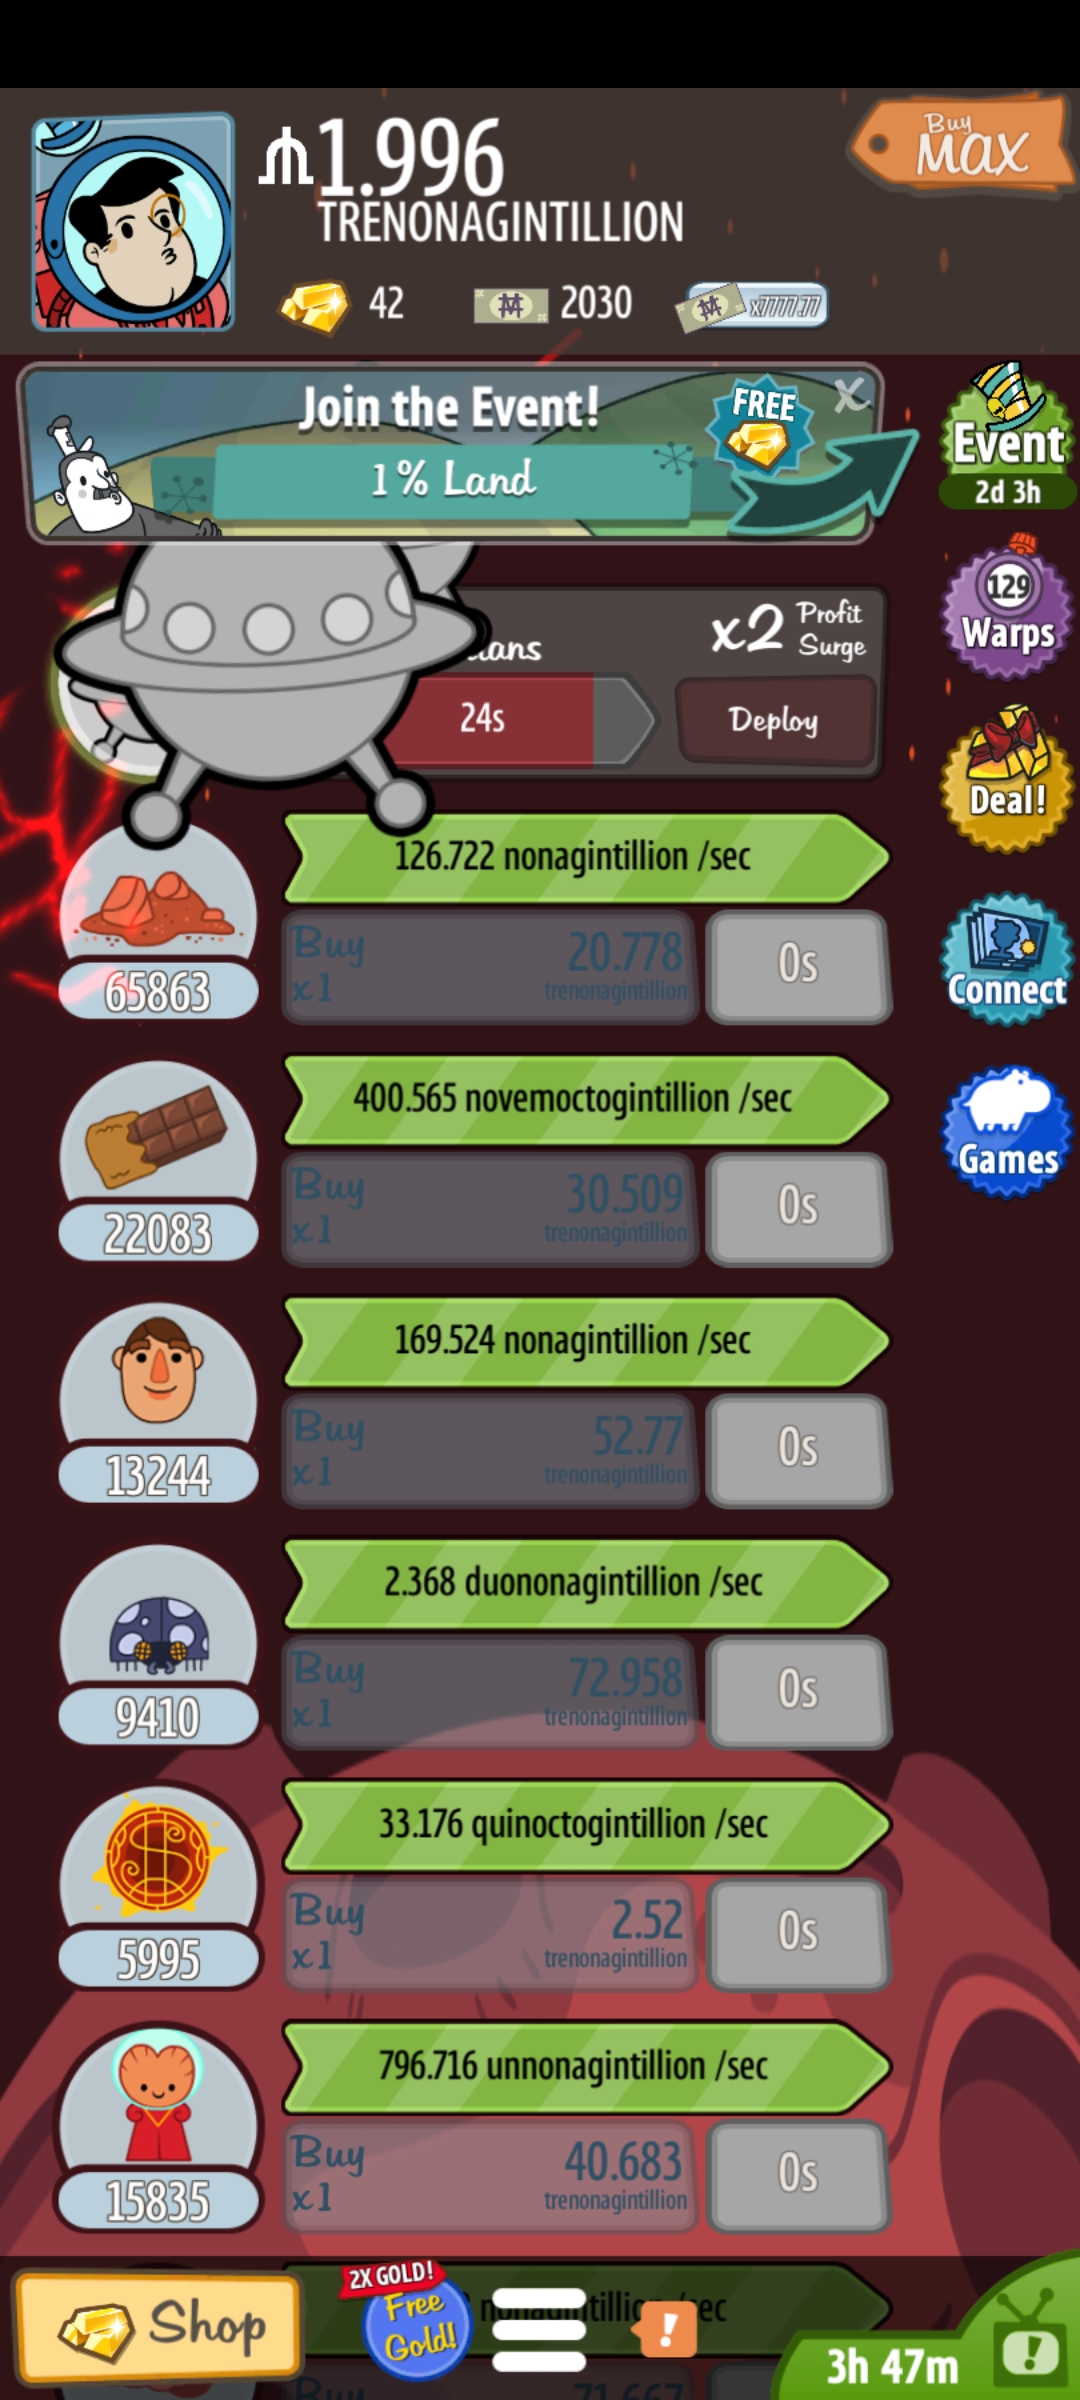 Buy
MAX
1.996
TRENONAGINTILLION
42
2030
x7777.77
Join the Event!
FREE
X
1% Land
Event
2d 3h
x2 Profit
Surge
24s
Deploy
129
Warps
Deal!
126.722 nonagintillion /sec
Buy
x1
20.778
trenonagintillion
0s
65863
Connect
400.565 novemoctogintillion /sec
Buy
x1
30.509
trenonagintillion
0s
22083
Games
169.524 nonagintillion /sec
Buy
x1
52.77
trenonagintillion
0s
13244
2.368 duononagintillion /sec
Buy
x1
72.958
trenonagintillion
0s
9410
33.176 quinoctogintillion /sec
Buy
x1
2.52
trenonagintillion
0s
5995
796.716 unnonagintillion /sec
Buy
x1
40.683
trenonagintillion
0s
15835
Shop
2X GOLD!
Free
Gold!
!
3h 47m
!
Buy
71.667